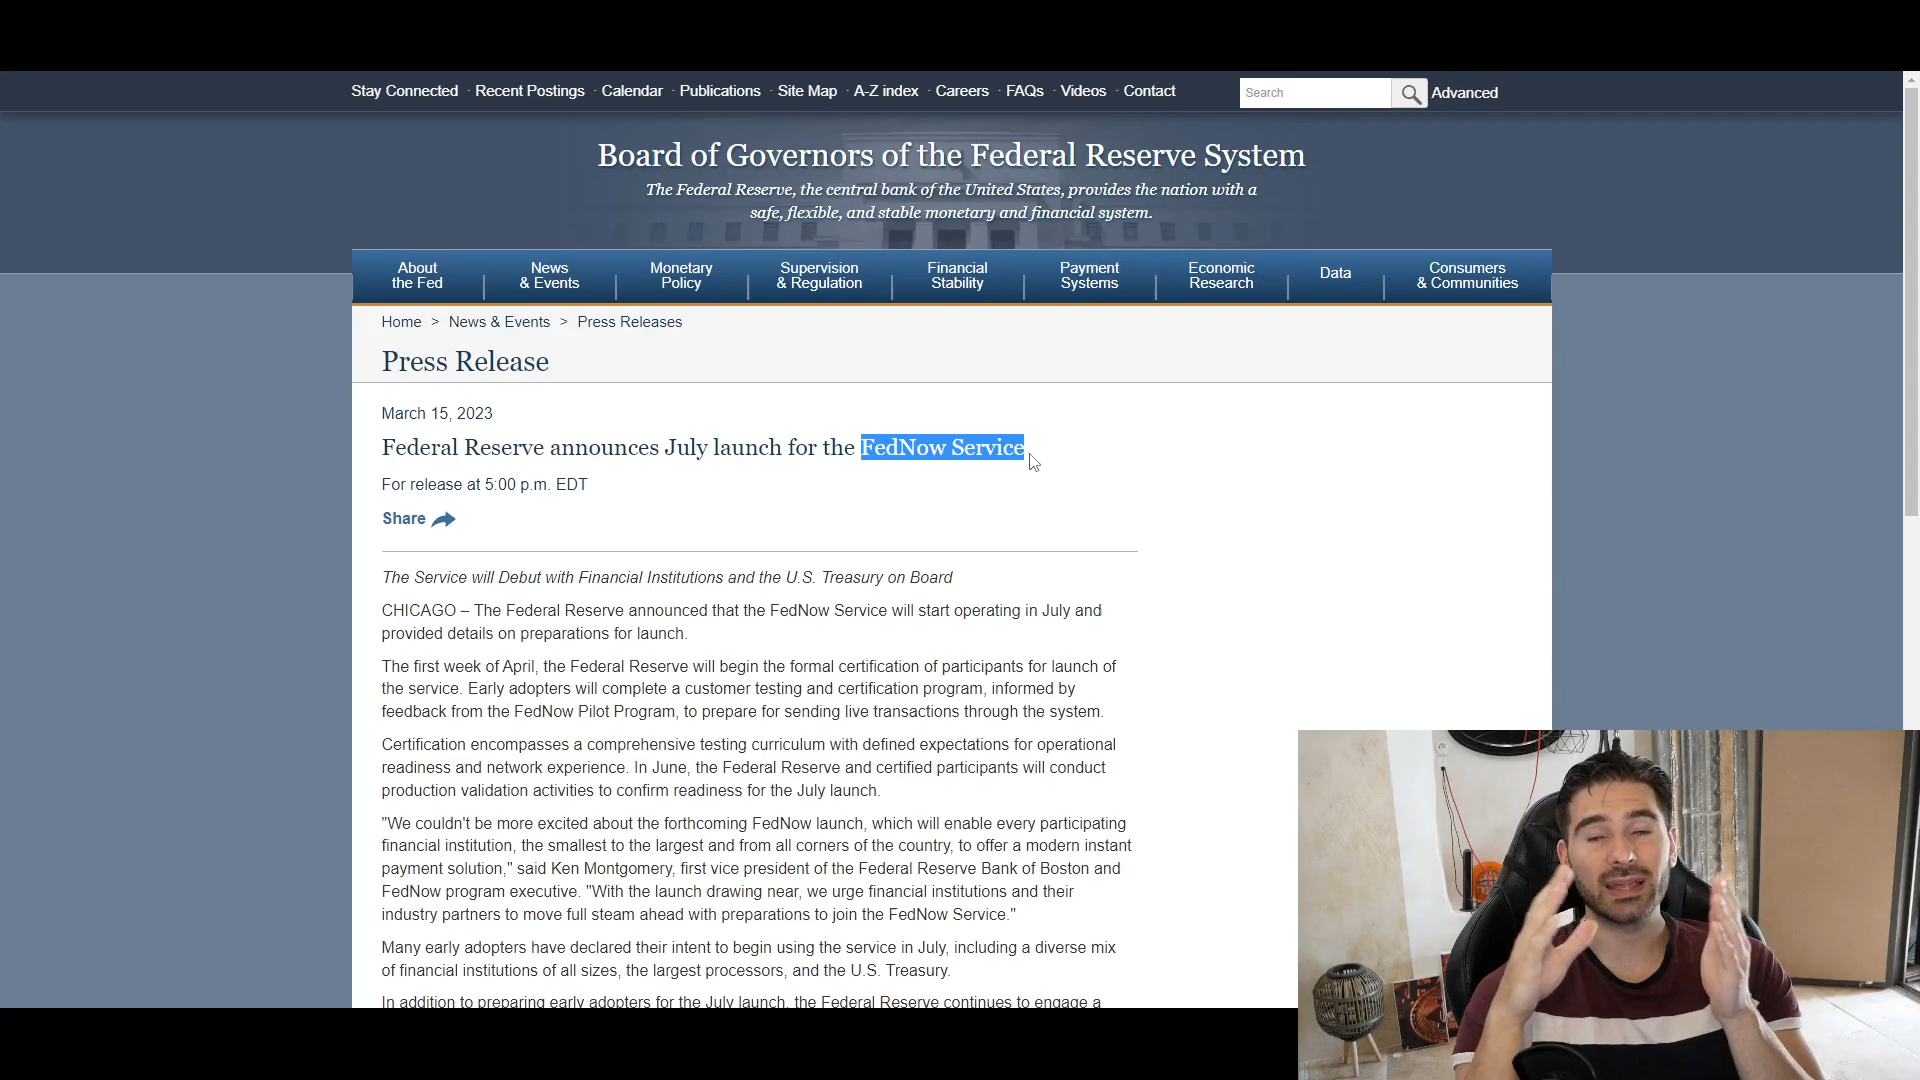 Stay Connected · Recent Postings · Calendar · Publications · Site Map · A-Z index · Careers · FAQs · Videos · Contact
Search
Advanced
Board of Governors of the Federal Reserve System
The Federal Reserve, the central bank of the United States, provides the nation with a
safe, flexible, and stable monetary and financial system.
About
the Fed
News
& Events
Monetary
Policy
Supervision
& Regulation
Financial
Stability
Payment
Systems
Economic
Research
Data
Consumers
& Communities
Home > News & Events > Press Releases
Press Release
March 15, 2023
Federal Reserve announces July launch for the FedNow Service
For release at 5:00 p.m. EDT
Share
The Service will Debut with Financial Institutions and the U.S. Treasury on Board
CHICAGO – The Federal Reserve announced that the FedNow Service will start operating in July and
provided details on preparations for launch.
The first week of April, the Federal Reserve will begin the formal certification of participants for launch of
the service. Early adopters will complete a customer testing and certification program, informed by
feedback from the FedNow Pilot Program, to prepare for sending live transactions through the system.
Certification encompasses a comprehensive testing curriculum with defined expectations for operational
readiness and network experience. In June, the Federal Reserve and certified participants will conduct
production validation activities to confirm readiness for the July launch.
"We couldn't be more excited about the forthcoming FedNow launch, which will enable every participating
financial institution, the smallest to the largest and from all corners of the country, to offer a modern instant
payment solution," said Ken Montgomery, first vice president of the Federal Reserve Bank of Boston and
FedNow program executive. "With the launch drawing near, we urge financial institutions and their
industry partners to move full steam ahead with preparations to join the FedNow Service."
Many early adopters have declared their intent to begin using the service in July, including a diverse mix
of financial institutions of all sizes, the largest processors, and the U.S. Treasury.
In addition to preparing early adopters for the July launch, the Federal Reserve continues to engage a